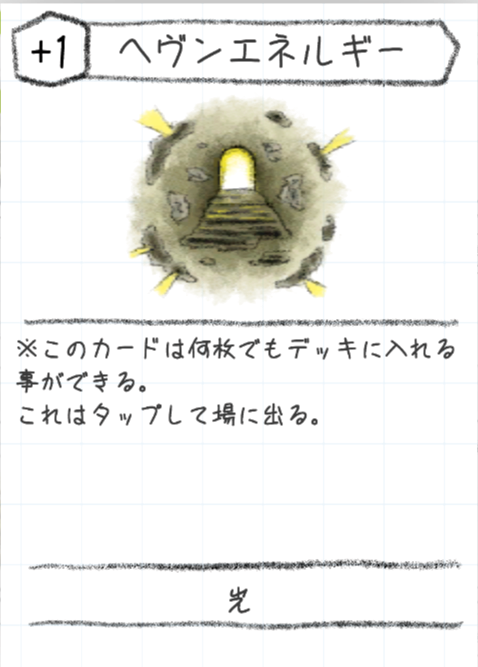 +1
ヘヴンエネルギー
※このカードは何枚でもデッキに入れる
事ができる。
これはタップして場に出る。
光